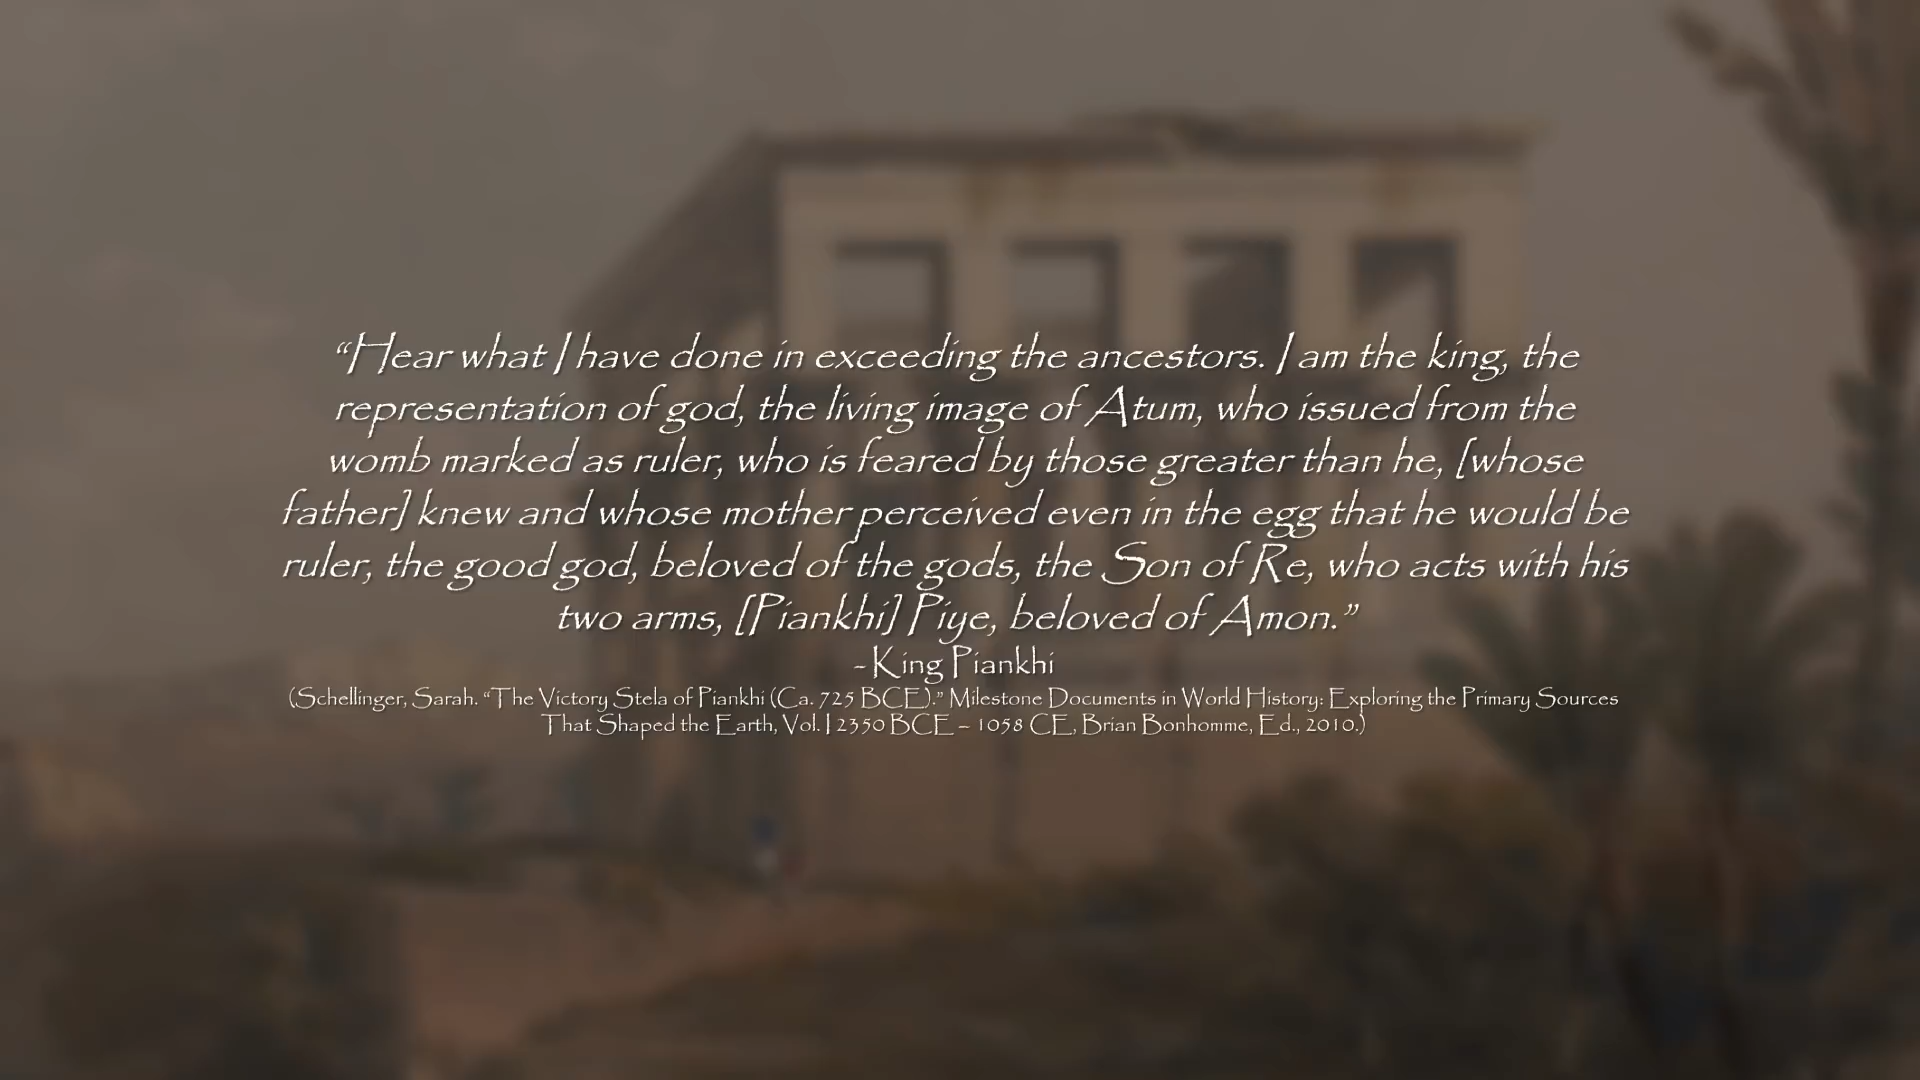 “Hear what I have done in exceeding the ancestors. I am the king, the
representation of god, the living image of Atum, who issued from the
womb marked as ruler, who is feared by those greater than he, [whose
father] knew and whose mother perceived even in the egg that he would be
ruler, the good god, beloved of the gods, the Son of Re, who acts with his
two arms, [Piankhi] Piye, beloved of Amon.”
- King Piankhi
(Schellinger, Sarah. “The Victory Stela of Piankhi (Ca. 725 BCE).” Milestone Documents in World History: Exploring the Primary Sources
That Shaped the Earth, Vol. I 2350 BCE – 1058 CE, Brian Bonhomme, Ed., 2010.)